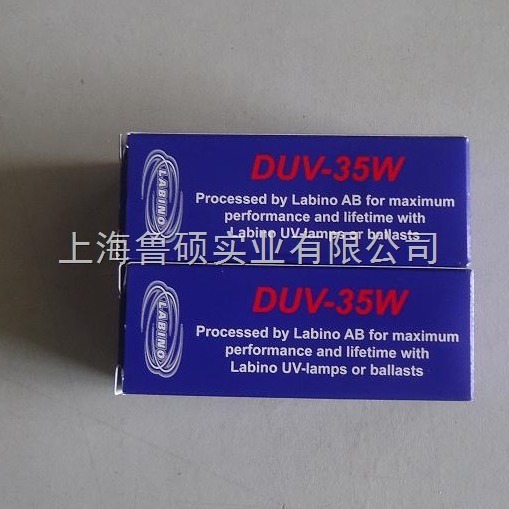 LABINO
DUV-35W
Processed by Labino AB for maximum
performance and lifetime with
Labino UV-lamps or ballasts
上海鲁硕实业有限公司
LABINO
DUV-35W
Processed by Labino AB for maximum
performance and lifetime with
Labino UV-lamps or ballasts